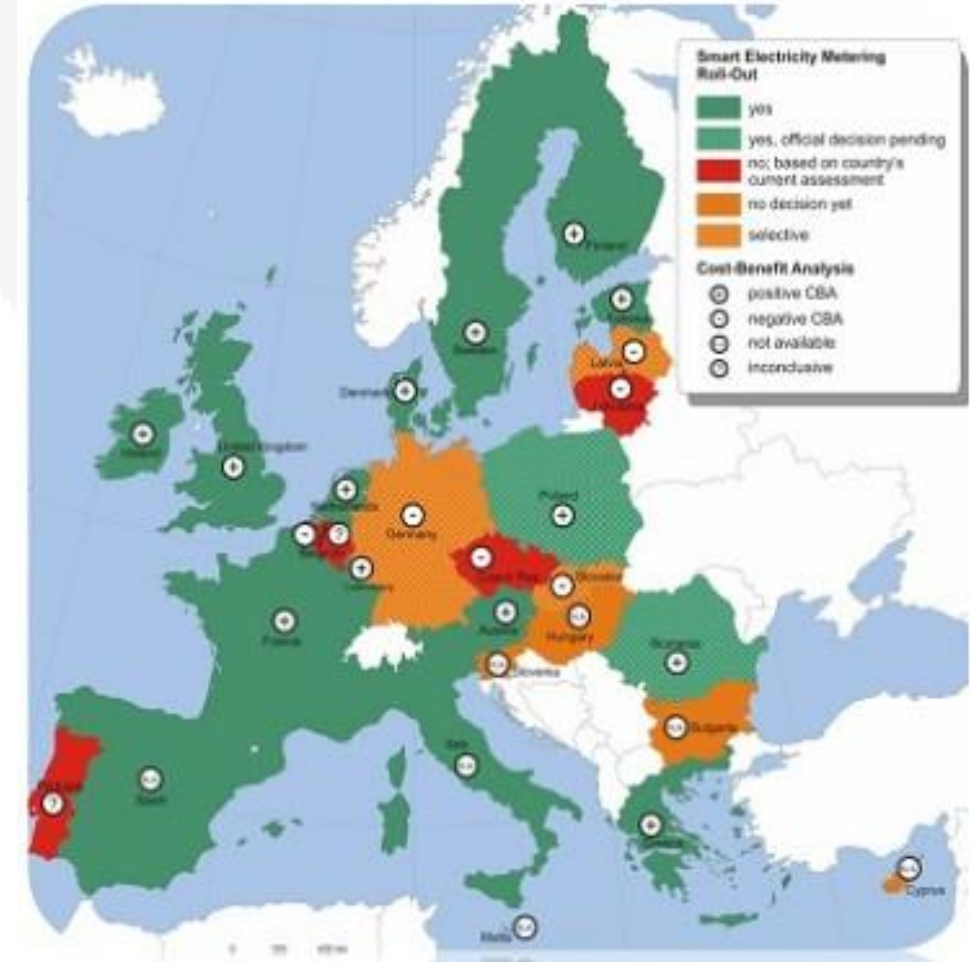 Smart Electricity Metering
Roll-Out
yes
yes, official decision pending
no; based on country's
current assessment
no decision yet
selective
Cost-Benefit Analysis
positive CBA
negative CBA
not available
inconclusive
Finland
Sweden
Latvia
Denmark
Ireland
United Kingdom
Netherlands
Poland
Germany
Slovakia
France
Austria
Hungary
Romania
Slovenia
Bulgaria
Italy
Spain
Greece
Cyprus
Malta